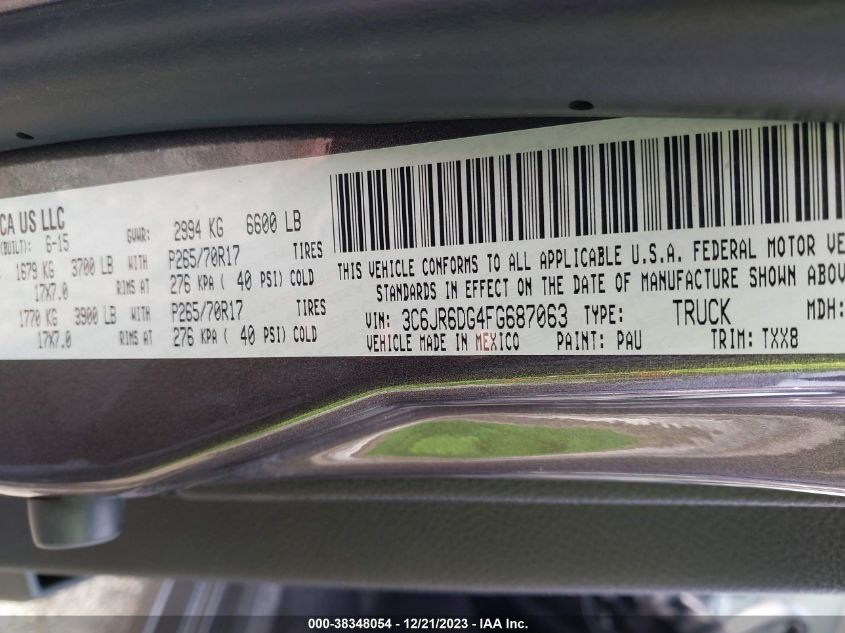 CA US LLC
(BUILT): 6-15 GVWR: 2994 KG 6600 LB
1679 KG 3700 LB WITH P265/70R17 TIRES
17X7.0 RIMS AT 276 KPA ( 40 PSI) COLD
1770 KG 3900 LB WITH P265/70R17 TIRES
17X7.0 RIMS AT 276 KPA ( 40 PSI) COLD
THIS VEHICLE CONFORMS TO ALL APPLICABLE U.S.A. FEDERAL MOTOR VE
STANDARDS IN EFFECT ON THE DATE OF MANUFACTURE SHOWN ABOV
VIN: 3C6JR6DG4FG687063 TYPE: TRUCK MDH:
VEHICLE MADE IN MEXICO PAINT: PAU TRIM: TXX8
000-38348054 - 12/21/2023 - IAA Inc.